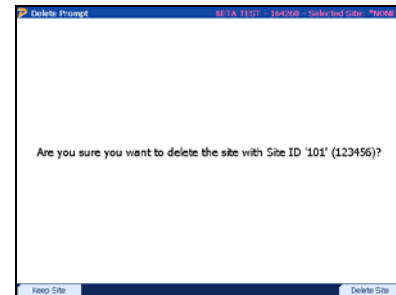 Delete Prompt
BETA TEST - 164260 - Selected Site: *NONE
Are you sure you want to delete the site with Site ID '101' (123456)?
Keep Site
Delete Site